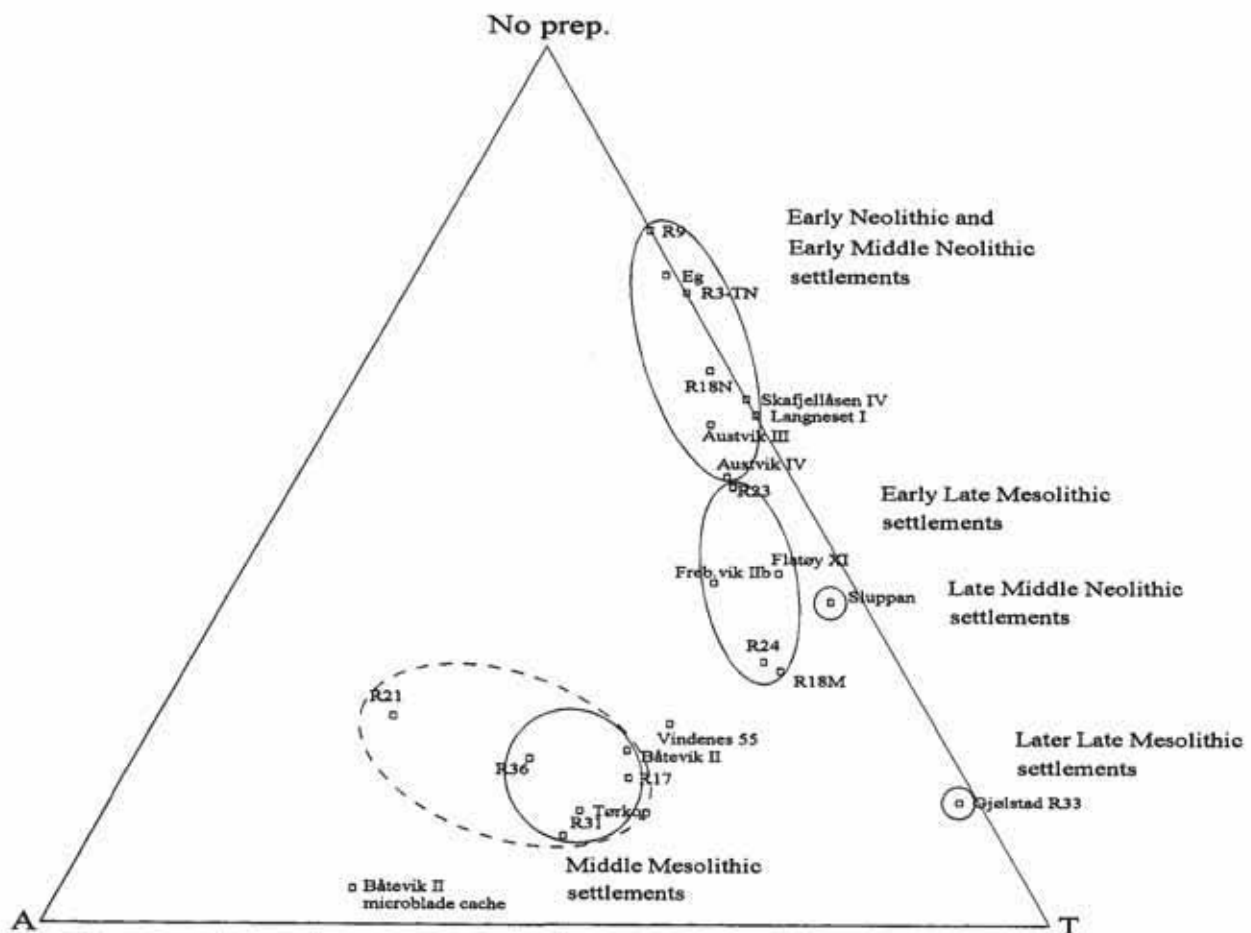 No prep.
Early Neolithic and
Early Middle Neolithic
settlements
R9
Eg
R3-TN
R18N
Skafjellåsen IV
Langneset I
Austvik III
Austvik IV
R23
Early Late Mesolithic
settlements
Flatøy XI
Freb.vik IIb
Sluppan
Late Middle Neolithic
settlements
R24
R18M
R21
Vindenes 55
Båtevik II
R36
R17
Tørkop
R31
Later Late Mesolithic
settlements
Gjølstad R33
Middle Mesolithic
settlements
Båtevik II
microblade cache
A
T